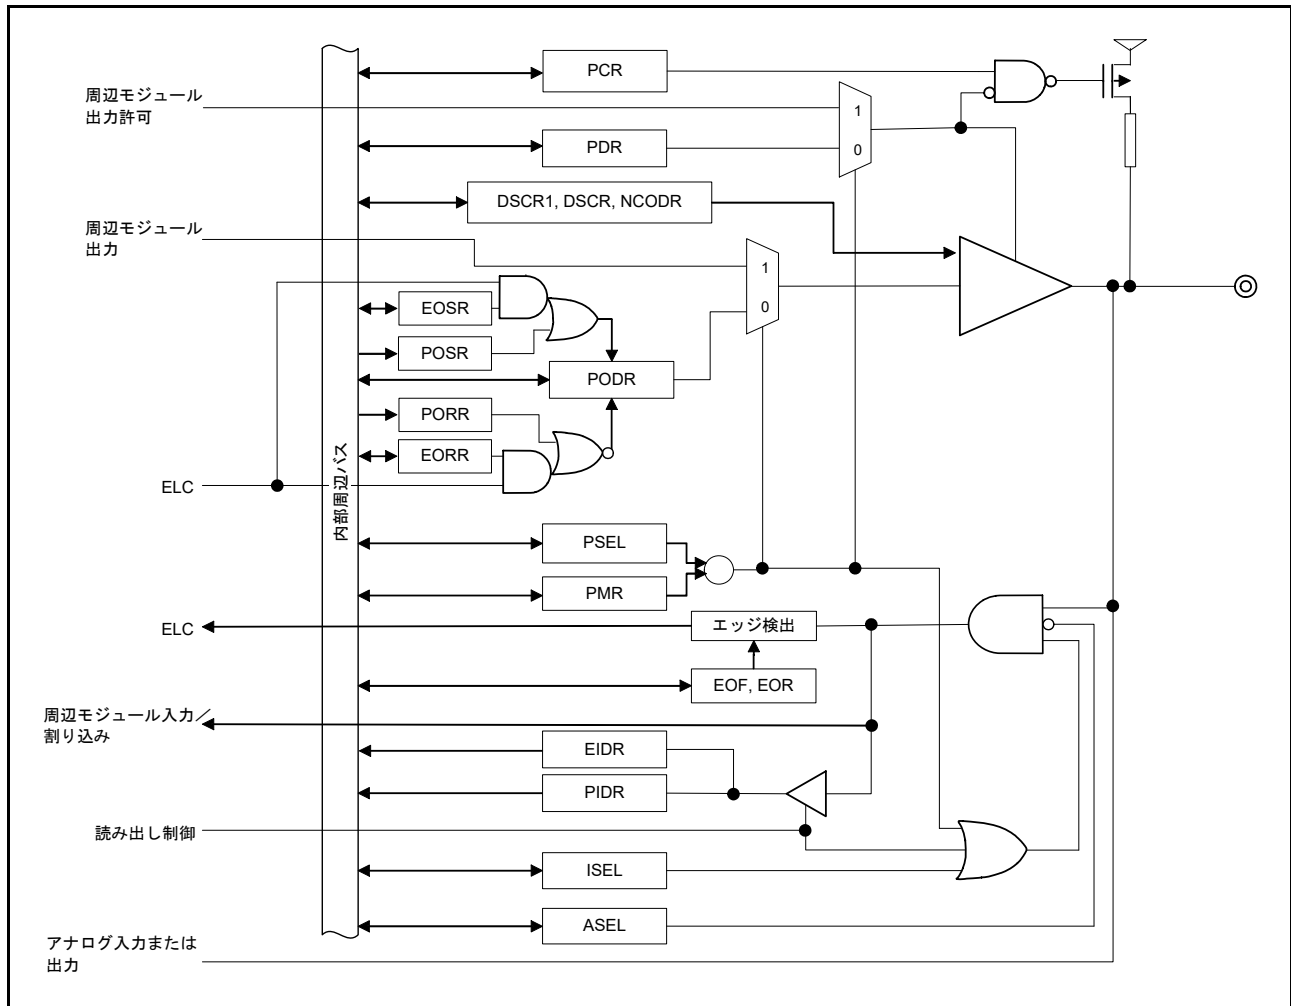 PCR
周辺モジュール
出力許可
1
PDR
0
DSCR1, DSCR, NCODR
周辺モジュール
出力
1
EOSR
0
POSR
PODR
PORR
EORR
内部周辺バス
ELC
PSEL
PMR
ELC
エッジ検出
EOF, EOR
周辺モジュール入力／
割り込み
EIDR
PIDR
読み出し制御
ISEL
ASEL
アナログ入力または
出力